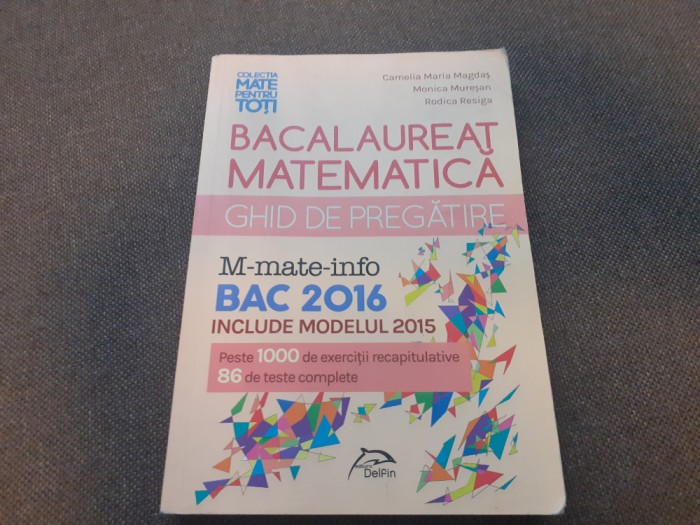 COLECȚIA
MATE
PENTRU
TOȚI
Camelia Maria Magdaș
Monica Mureșan
Rodica Resiga
BACALAUREAT
MATEMATICĂ
GHID DE PREGĂTIRE
M-mate-info
BAC 2016
INCLUDE MODELUL 2015
Peste 1000 de exerciții recapitulative
86 de teste complete
editura
DelFin